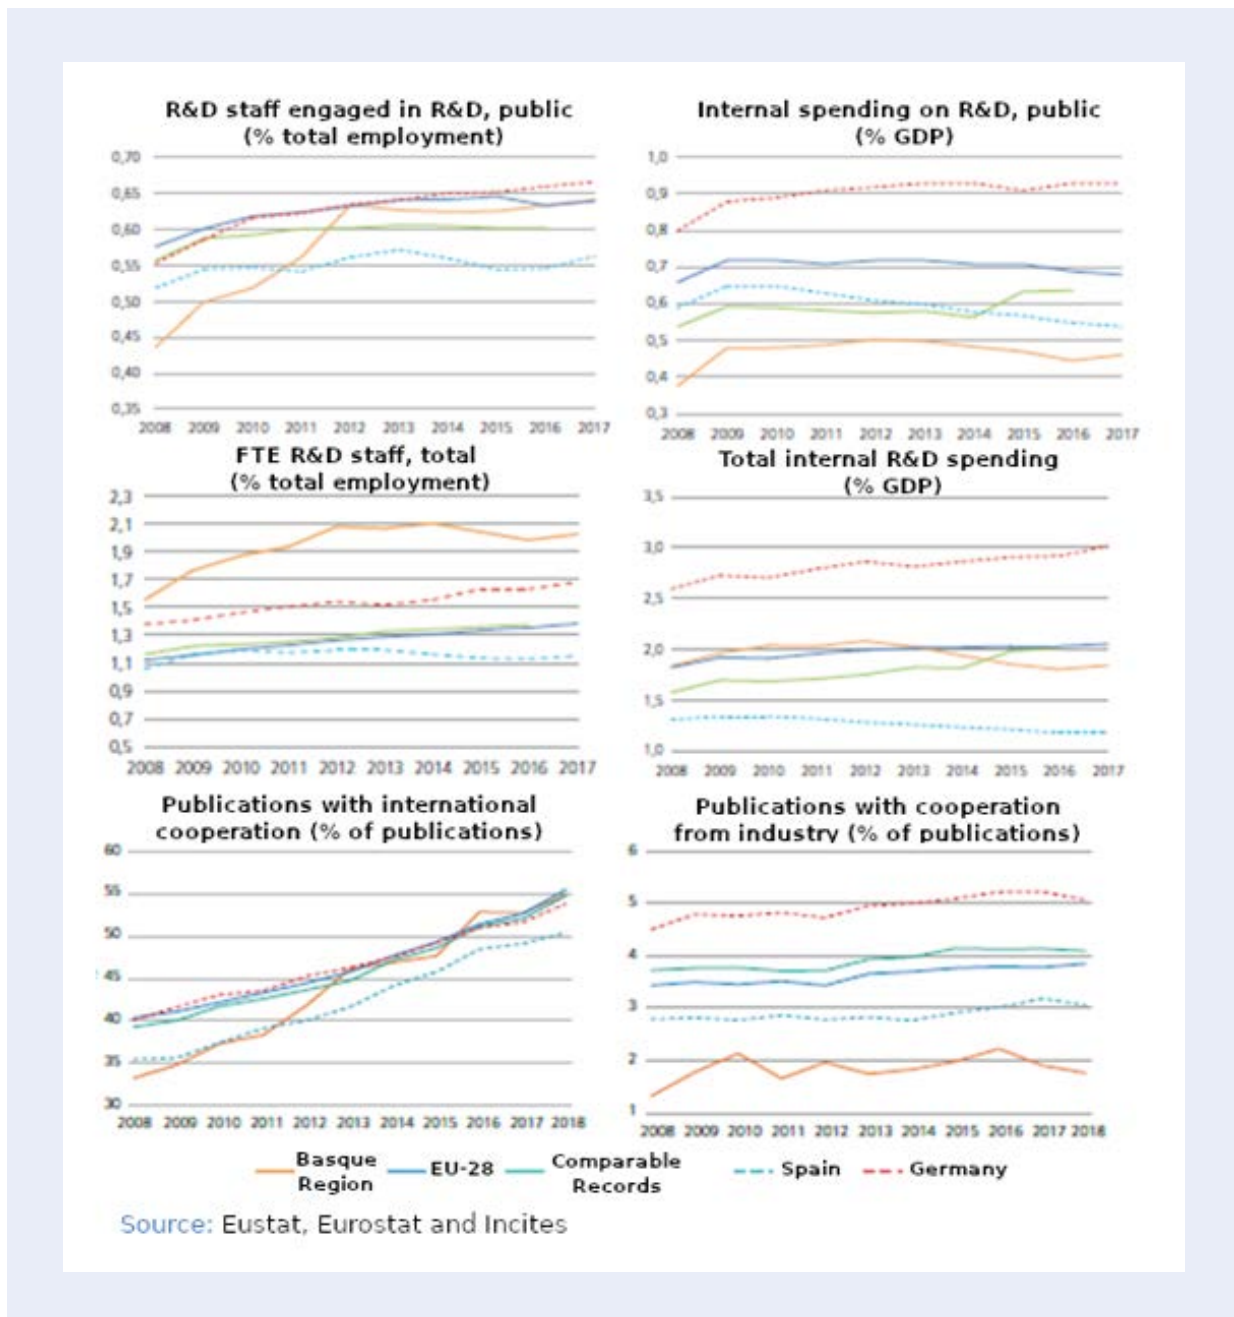 R&D staff engaged in R&D, public
(% total employment)
0,70
0,65
0,60
0,55
0,50
0,45
0,40
0,35
2008 2009 2010 2011 2012 2013 2014 2015 2016 2017
Internal spending on R&D, public
(% GDP)
1,0
0,9
0,8
0,7
0,6
0,5
0,4
0,3
2008 2009 2010 2011 2012 2013 2014 2015 2016 2017
FTE R&D staff, total
(% total employment)
2,3
2,1
1,9
1,7
1,5
1,3
1,1
0,9
0,7
0,5
2008 2009 2010 2011 2012 2013 2014 2015 2016 2017
Total internal R&D spending
(% GDP)
3,5
3,0
2,5
2,0
1,5
1,0
2008 2009 2010 2011 2012 2013 2014 2015 2016 2017
Publications with international
cooperation (% of publications)
60
55
50
45
40
35
30
2008 2009 2010 2011 2012 2013 2014 2015 2016 2017 2018
Publications with cooperation
from industry (% of publications)
6
5
4
3
2
1
2008 2009 2010 2011 2012 2013 2014 2015 2016 2017 2018
Basque
Region
EU-28
Comparable
Records
Spain
Germany
Source: Eustat, Eurostat and Incites